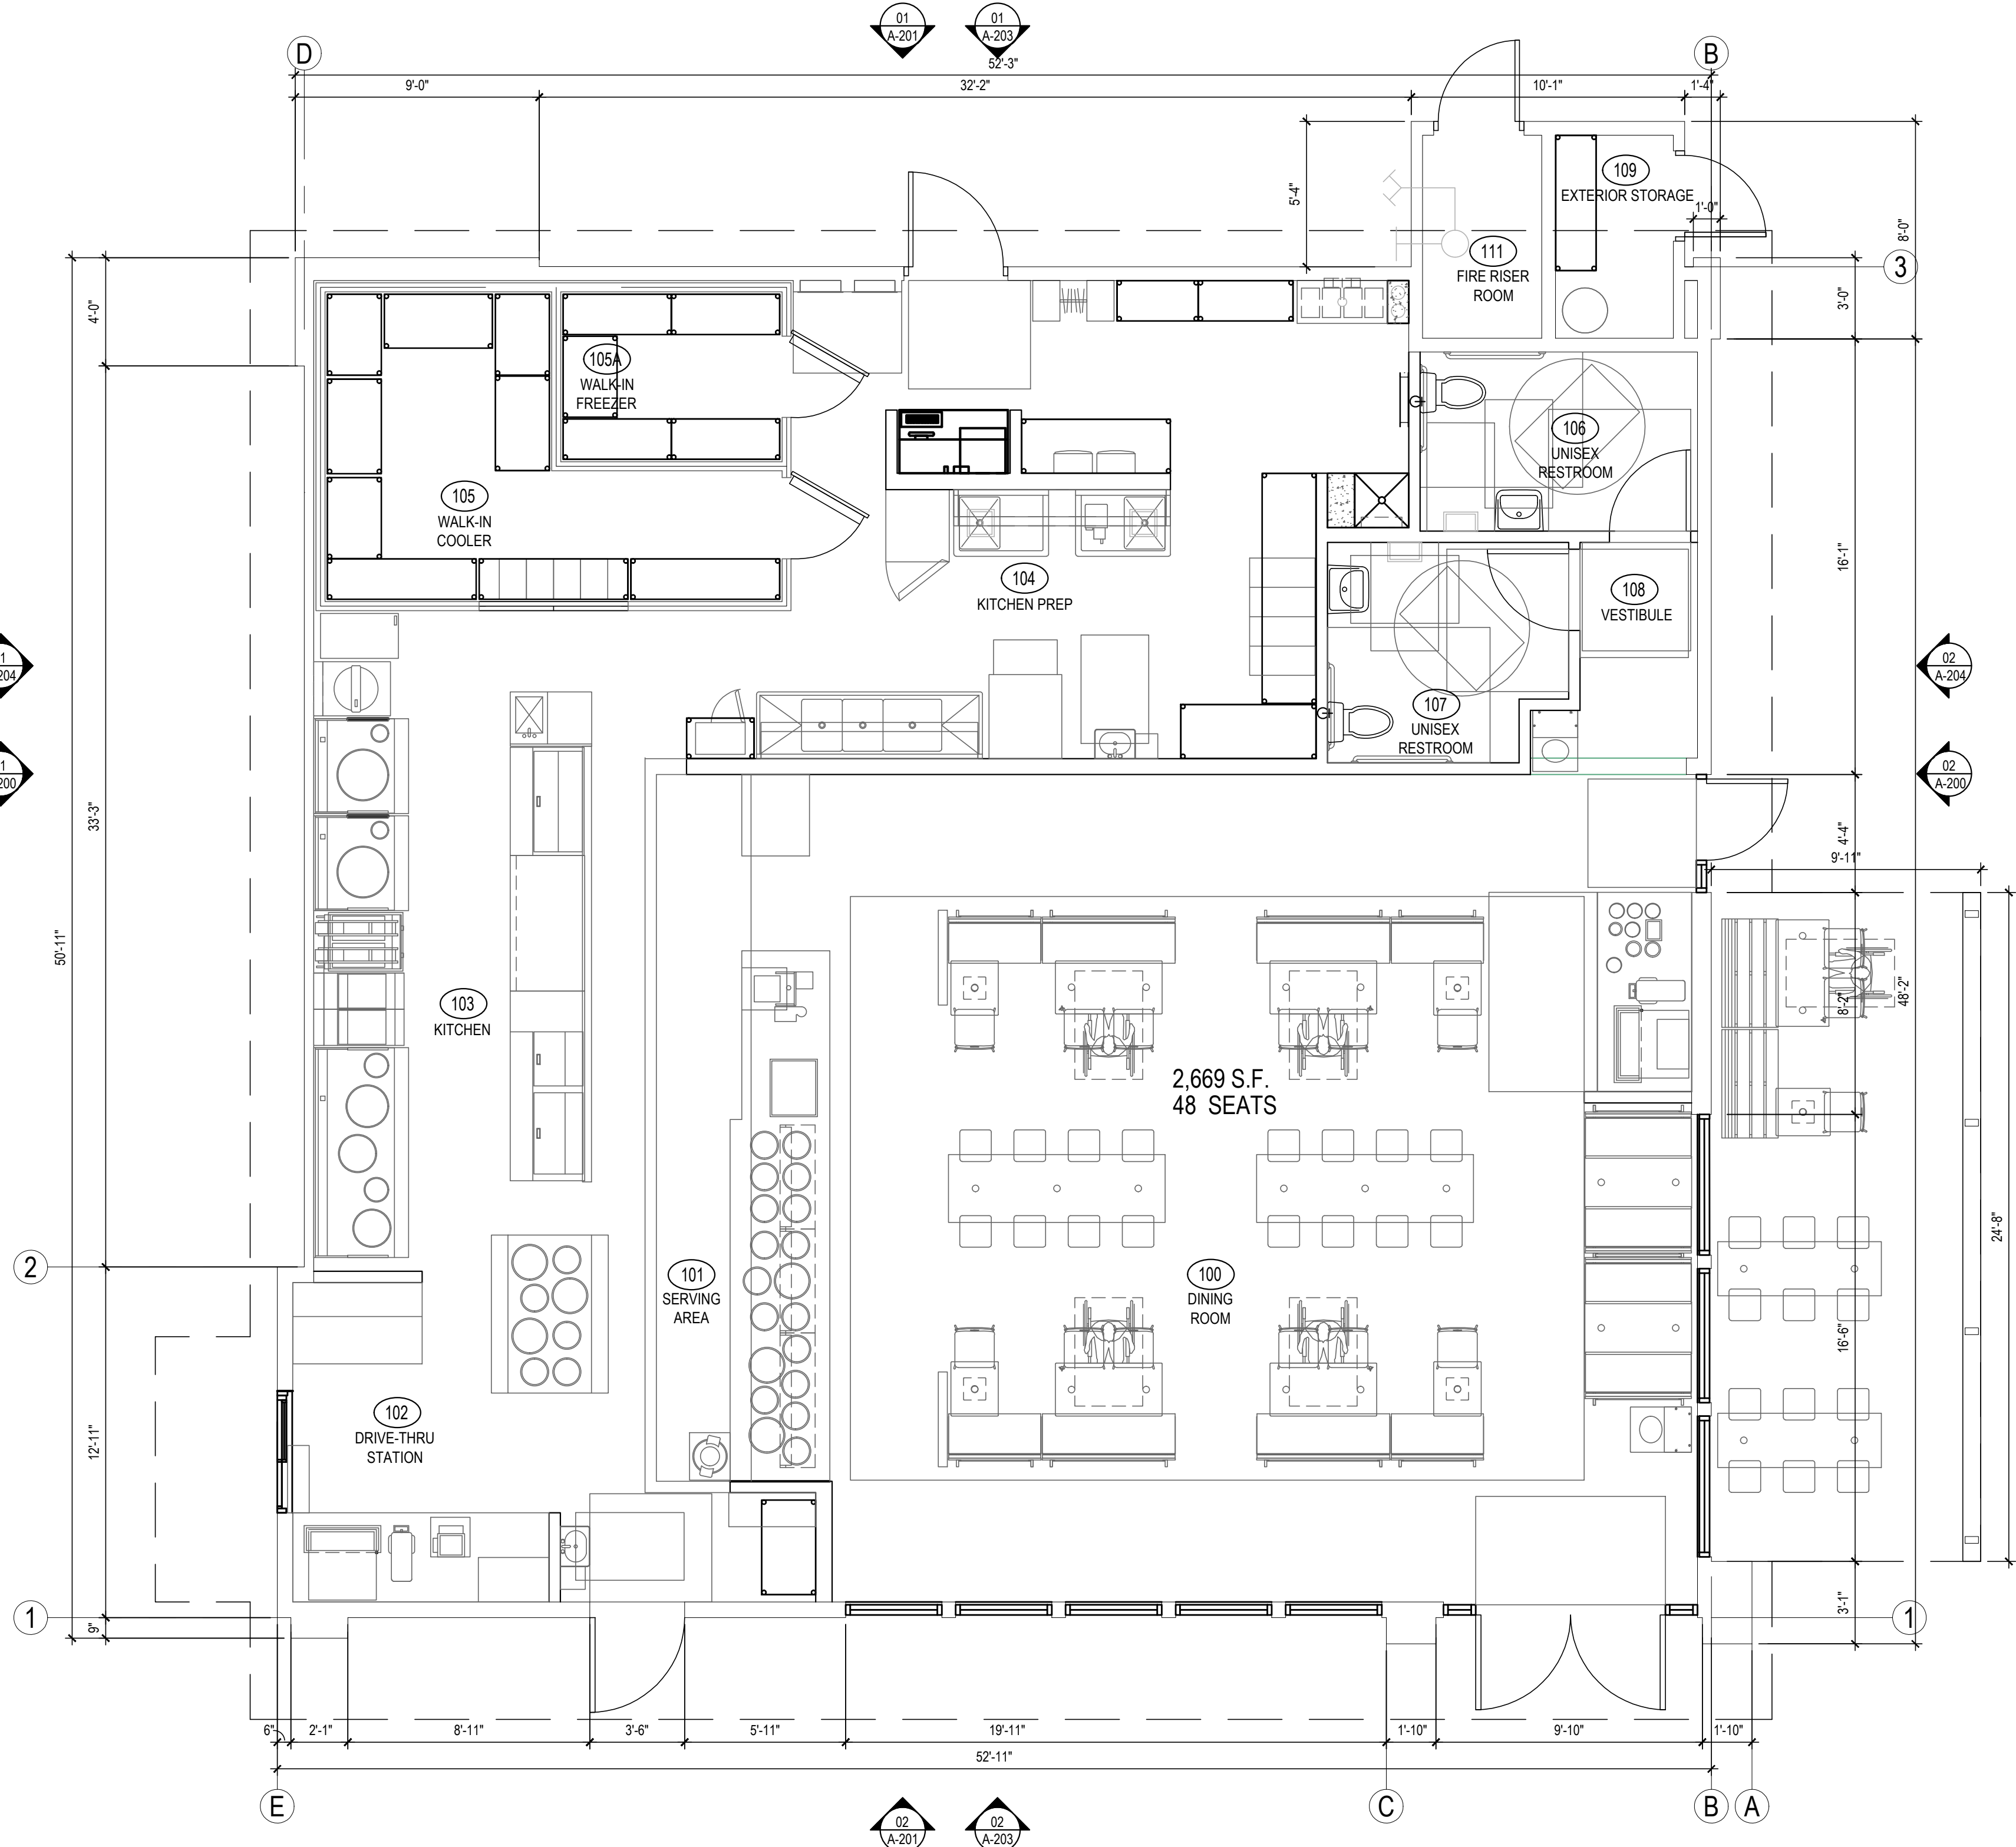 01
A-201
01
A-203
D
B
52'-3"
9'-0"
32'-2"
10'-1"
1'-4"
5'-4"
109
EXTERIOR STORAGE
1'-0"
8'-0"
111
FIRE RISER
ROOM
3
4'-0"
3'-0"
105A
WALK-IN
FREEZER
106
UNISEX
RESTROOM
105
WALK-IN
COOLER
104
KITCHEN PREP
108
VESTIBULE
16'-1"
1
204
02
A-204
107
UNISEX
RESTROOM
1
200
02
A-200
33'-3"
4'-4"
9'-11"
50'-11"
103
KITCHEN
8'-2"
48'-2"
2,669 S.F.
48 SEATS
24'-8"
2
101
SERVING
AREA
100
DINING
ROOM
16'-6"
102
DRIVE-THRU
STATION
12'-11"
1
9"
3'-1"
1
6"
2'-1"
8'-11"
3'-6"
5'-11"
19'-11"
1'-10"
9'-10"
1'-10"
52'-11"
E
C
B
A
02
A-201
02
A-203